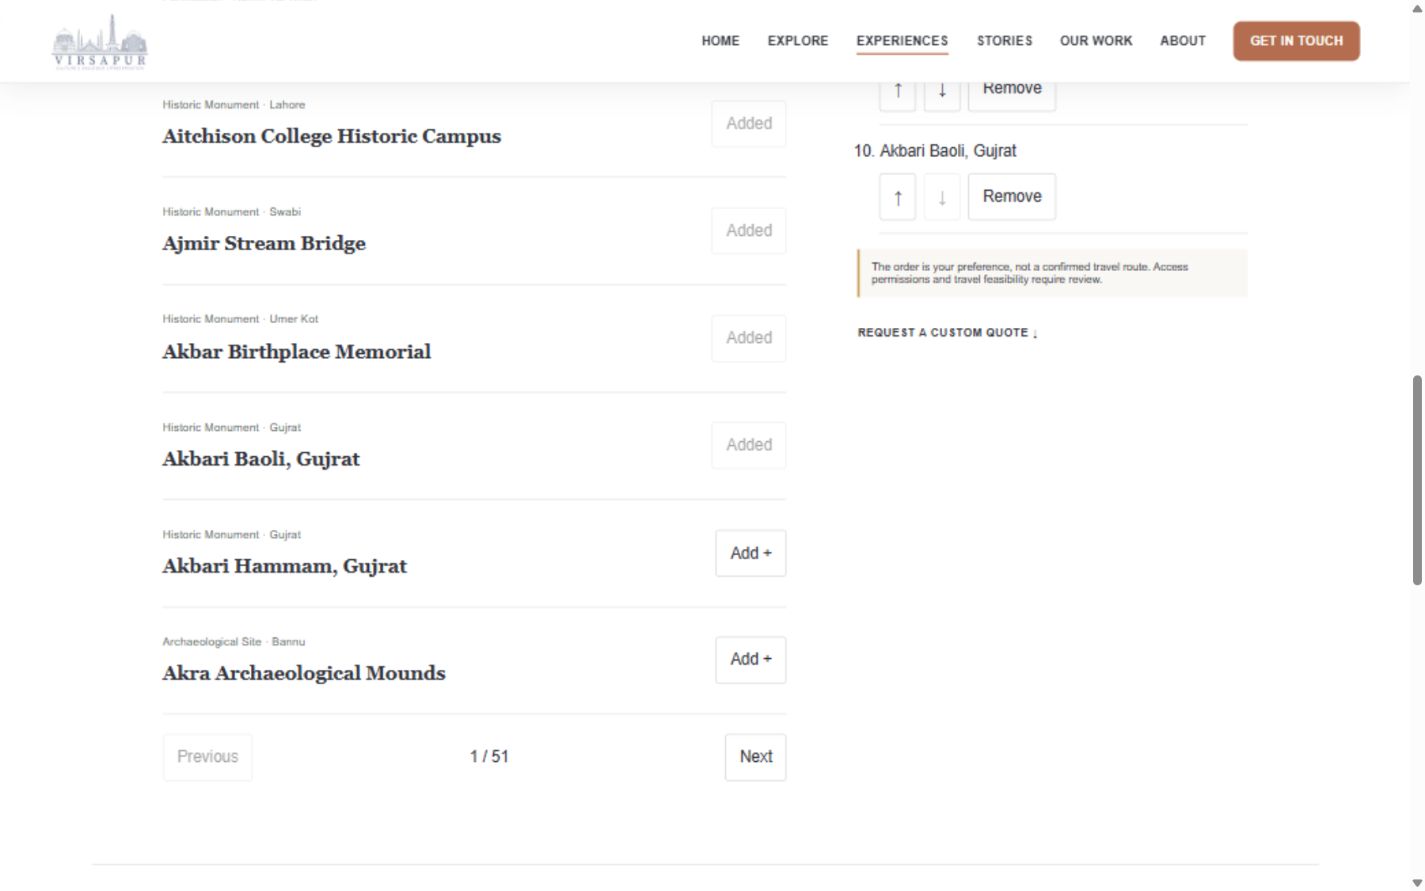 VIRSAPUR
HOME
EXPLORE
EXPERIENCES
STORIES
OUR WORK
ABOUT
GET IN TOUCH
Historic Monument · Lahore
Aitchison College Historic Campus
Added
Historic Monument · Swabi
Ajmir Stream Bridge
Added
Historic Monument · Umer Kot
Akbar Birthplace Memorial
Added
Historic Monument · Gujrat
Akbari Baoli, Gujrat
Added
Historic Monument · Gujrat
Akbari Hammam, Gujrat
Add +
Archaeological Site · Bannu
Akra Archaeological Mounds
Add +
Previous
1 / 51
Next
↑
↓
Remove
10. Akbari Baoli, Gujrat
↑
↓
Remove
The order is your preference, not a confirmed travel route. Access
permissions and travel feasibility require review.
REQUEST A CUSTOM QUOTE ↓